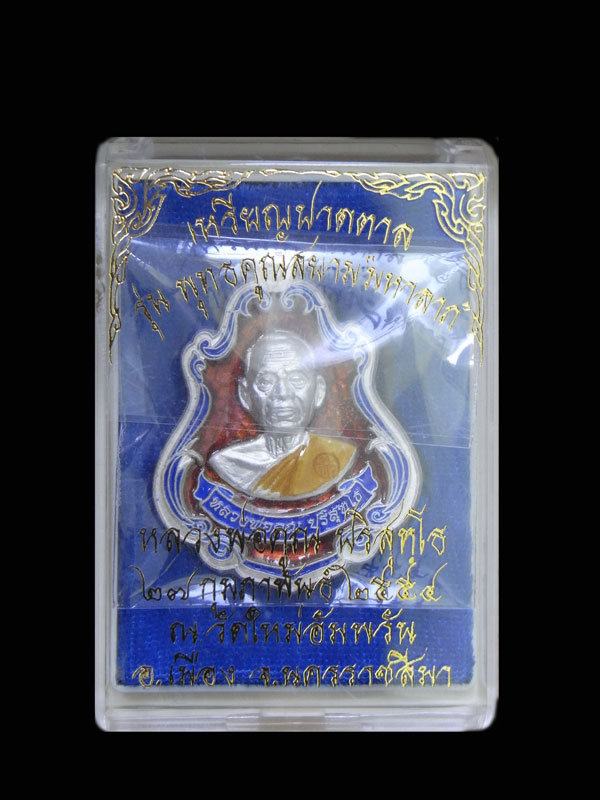 เหรียญปาดตาล
รุ่น พุทธคุณสยามมหาลาภ
หลวงพ่อคูณ ปริสุทฺโธ
หลวงพ่อคูณ ปริสุทฺโธ
๒๗ กุมภาพันธ์ ๒๕๕๔
ณ วัดใหม่อัมพวัน
อ.เมือง จ.นครราชสีมา